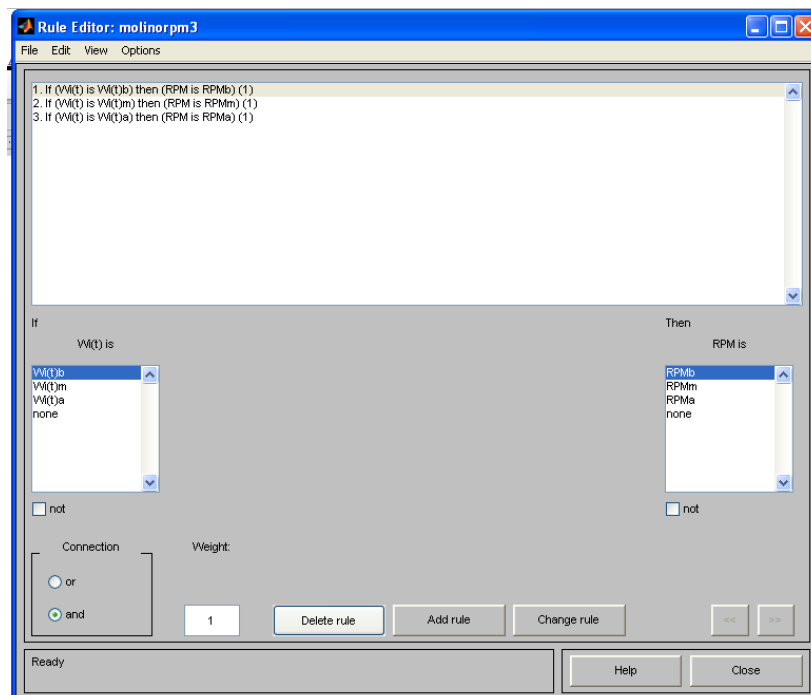 Rule Editor: molinorpm3
File Edit View Options
1. If (Wi(t) is Wi(t)b) then (RPM is RPMb) (1)
2. If (Wi(t) is Wi(t)m) then (RPM is RPMm) (1)
3. If (Wi(t) is Wi(t)a) then (RPM is RPMa) (1)
If Then
Wi(t) is RPM is
Wi(t)b RPMb
Wi(t)m RPMm
Wi(t)a RPMa
none none
not not
Connection Weight:
or
and 1 Delete rule Add rule Change rule << >>
Ready Help Close